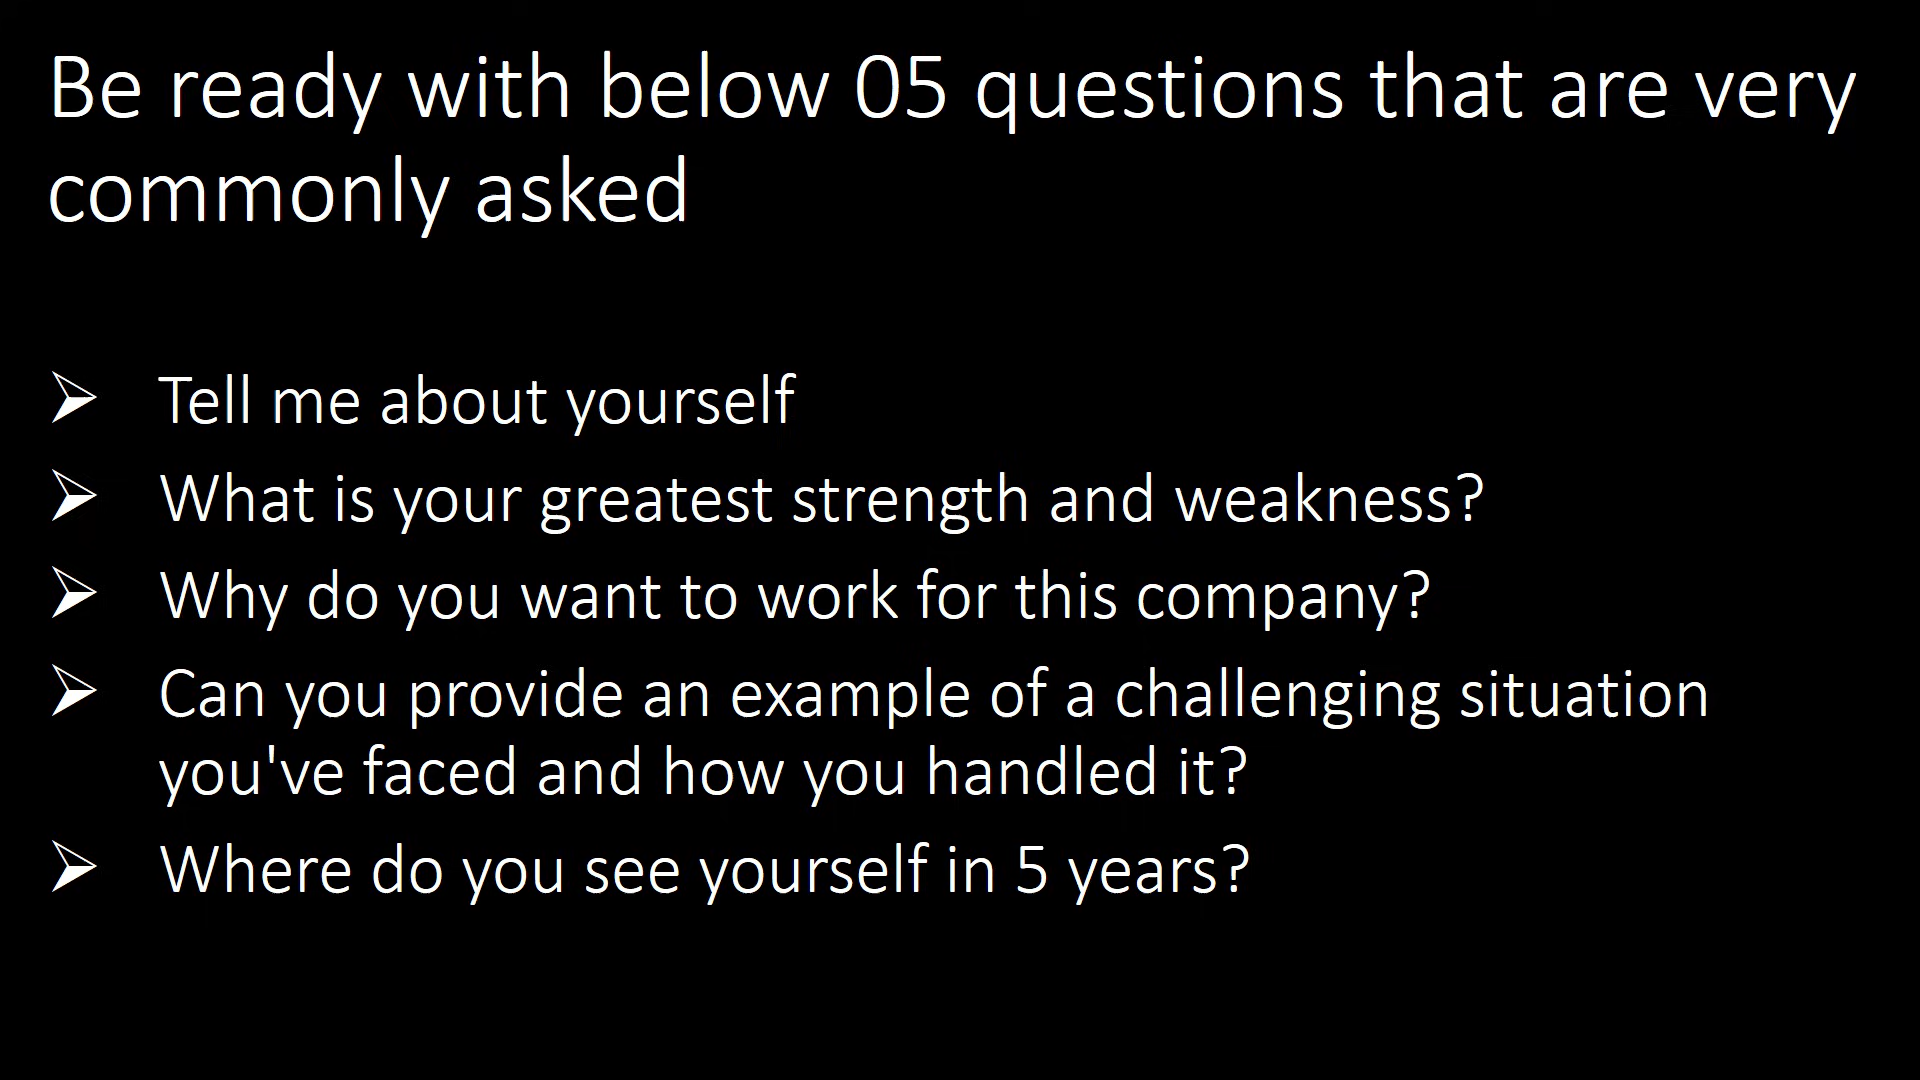 Be ready with below 05 questions that are very
commonly asked
➢ Tell me about yourself
➢ What is your greatest strength and weakness?
➢ Why do you want to work for this company?
➢ Can you provide an example of a challenging situation
you've faced and how you handled it?
➢ Where do you see yourself in 5 years?